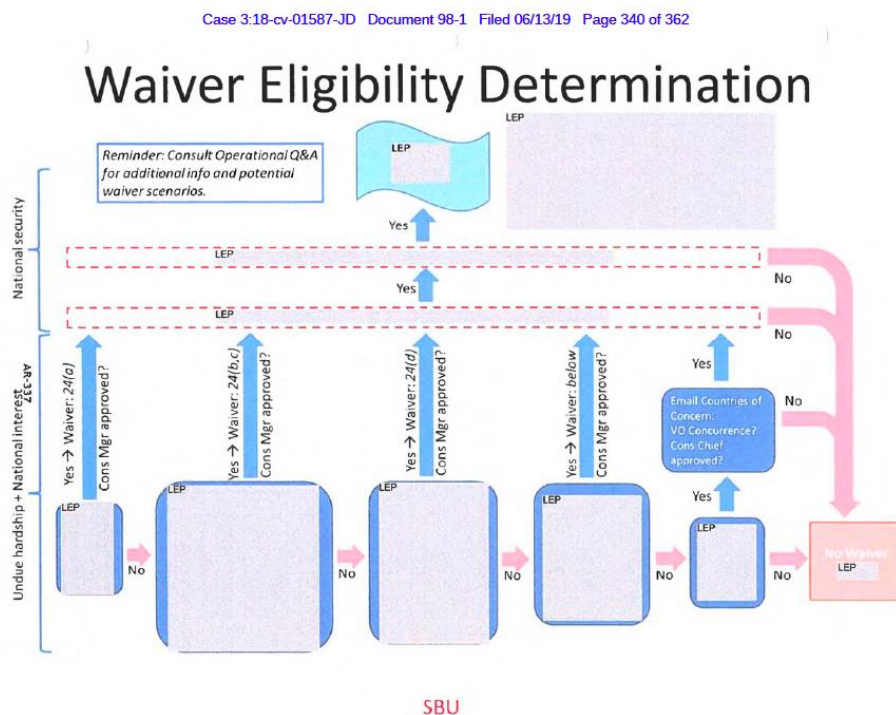 Case 3:18-cv-01587-JD Document 98-1 Filed 06/13/19 Page 340 of 362
Waiver Eligibility Determination
Reminder: Consult Operational Q&A
for additional info and potential
waiver scenarios.
LEP
LEP
National security
Yes
LEP
No
Yes
LEP
No
Undue hardship + National interest
AR-337
Yes → Waiver: 24(a)
Cons Mgr approved?
Yes → Waiver: 24(b,c)
Cons Mgr approved?
Yes → Waiver: 24(d)
Cons Mgr approved?
Yes → Waiver: below
Cons Mgr approved?
Yes
Email Countries of
Concern:
VO Concurrence?
Cons Chief
approved?
No
Yes
LEP
No
LEP
No
LEP
No
LEP
No
LEP
No
No Waiver
LEP
SBU